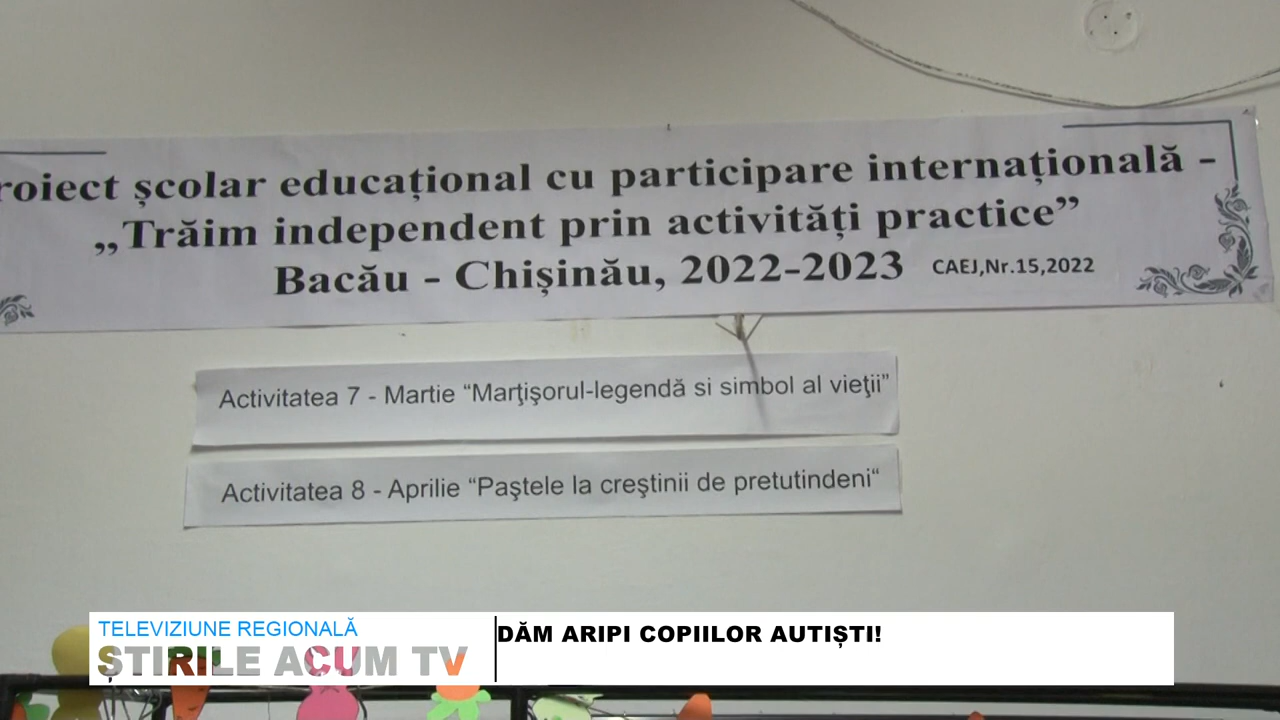 roiect școlar educațional cu participare internațională -
„Trăim independent prin activități practice”
Bacău - Chișinău, 2022-2023 CAEJ,Nr.15,2022
Activitatea 7 - Martie “Marţişorul-legendă si simbol al vieţii”
Activitatea 8 - Aprilie “Paştele la creştinii de pretutindeni“
TELEVIZIUNE REGIONALĂ
ȘTIRILE ACUM TV
DĂM ARIPI COPIILOR AUTIȘTI!